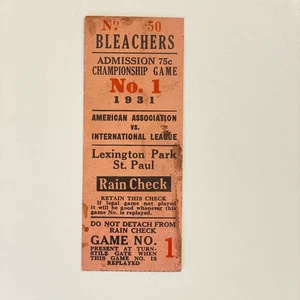 No. 50
BLEACHERS
ADMISSION 75c
CHAMPIONSHIP GAME
No. 1
1931
AMERICAN ASSOCIATION
VS.
INTERNATIONAL LEAGUE
Lexington Park
St. Paul
Rain Check
RETAIN THIS CHECK
If legal game not played
it will be good whenever this
game No. is replayed.
DO NOT DETACH FROM
RAIN CHECK
GAME NO. 1
PRESENT AT TURN-
STILE GATE WHEN THIS
GAME NO. IS
REPLAYED